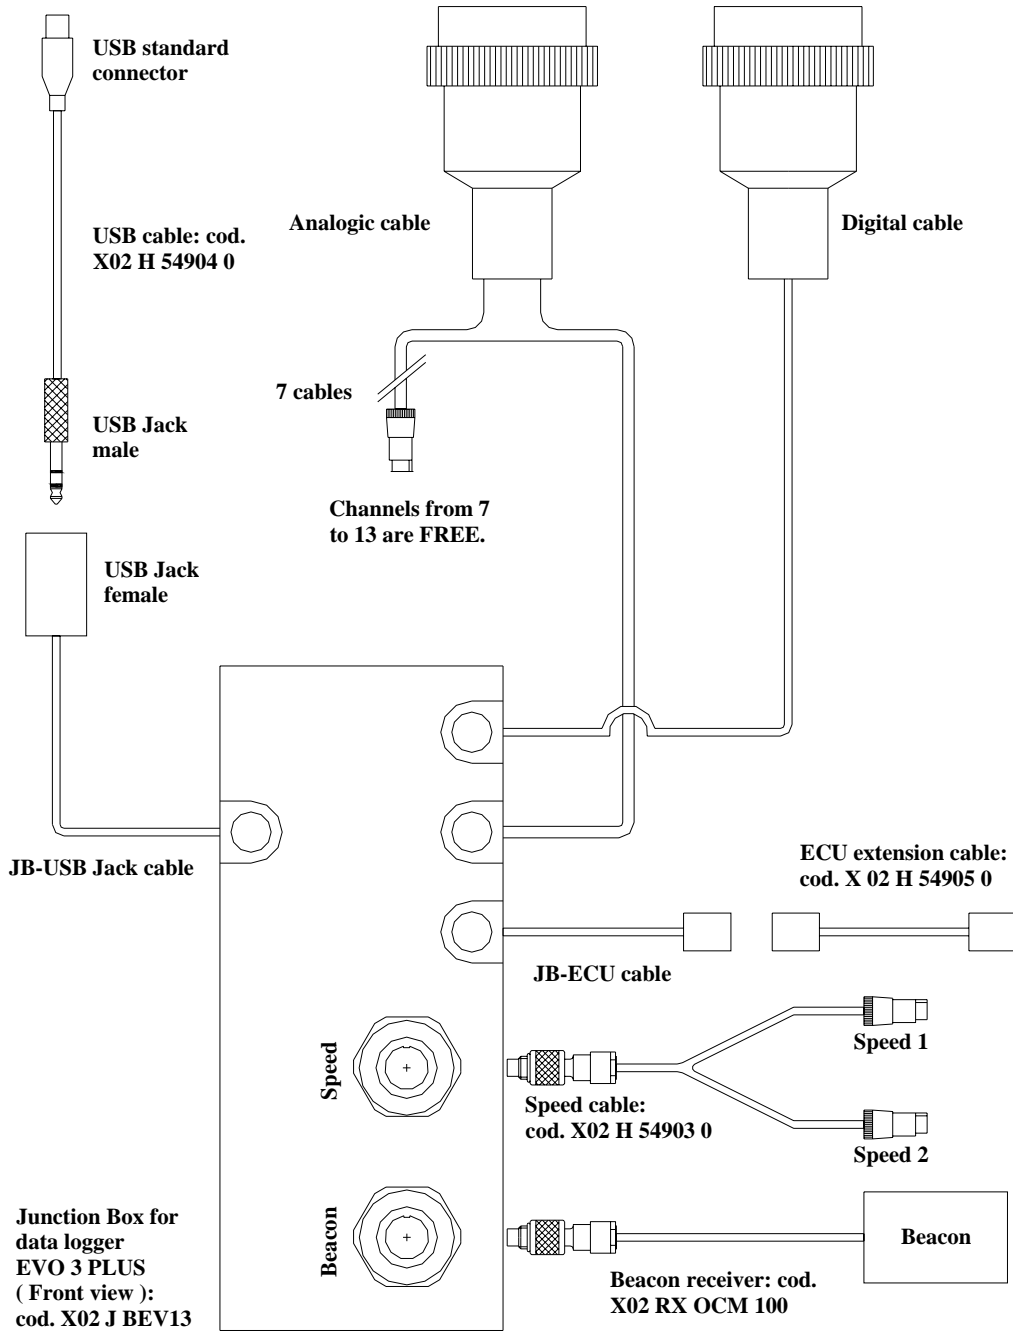 USB standard
connector
USB cable: cod.
X02 H 54904 0
Analogic cable
Digital cable
7 cables
USB Jack
male
Channels from 7
to 13 are FREE.
USB Jack
female
JB-USB Jack cable
ECU extension cable:
cod. X 02 H 54905 0
JB-ECU cable
Speed
Speed 1
Speed cable:
cod. X02 H 54903 0
Speed 2
Beacon
Beacon
Beacon receiver: cod.
X02 RX OCM 100
Junction Box for
data logger
EVO 3 PLUS
( Front view ):
cod. X02 J BEV13